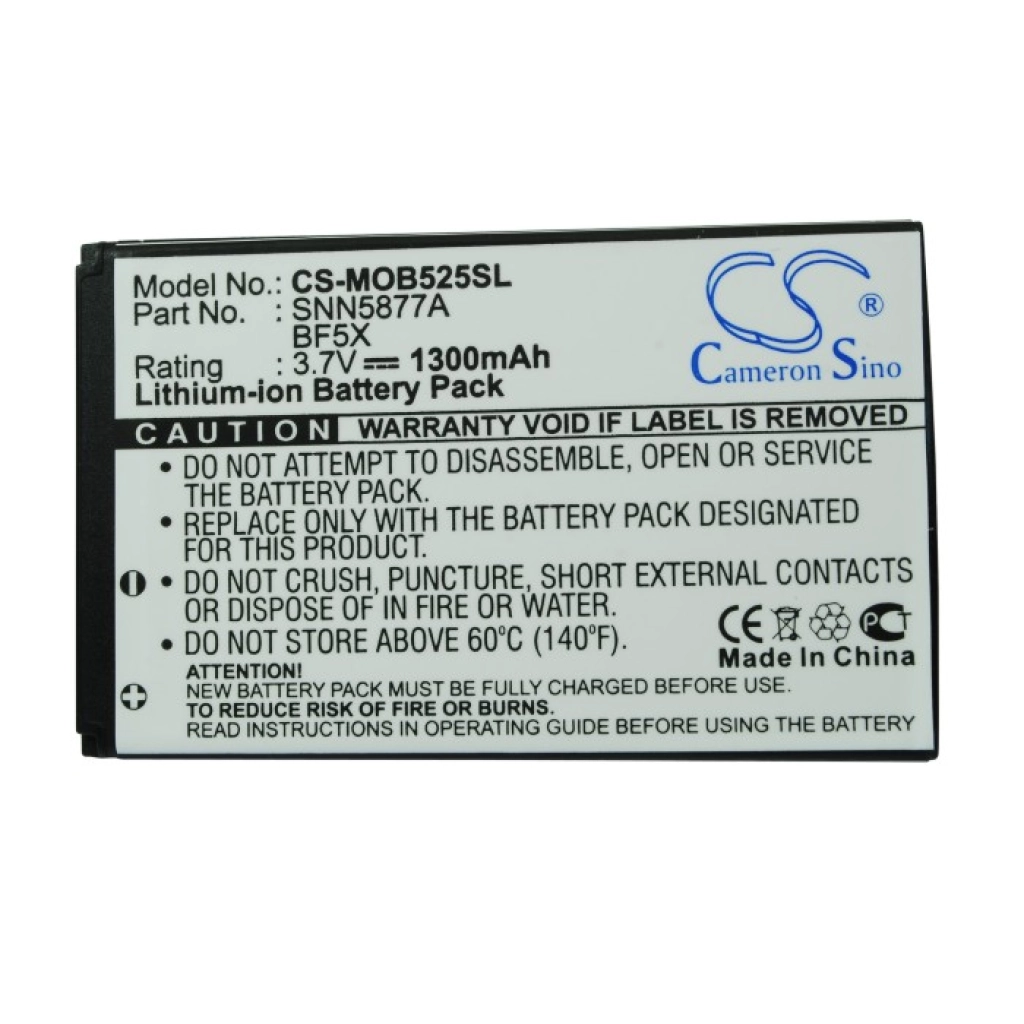 Model No.: CS-MOB525SL
Part No. : SNN5877A
BF5X
Rating : 3.7V 1300mAh
Lithium-ion Battery Pack
CS ®
Cameron Sino
CAUTION WARRANTY VOID IF LABEL IS REMOVED
• DO NOT ATTEMPT TO DISASSEMBLE, OPEN OR SERVICE
THE BATTERY PACK.
• REPLACE ONLY WITH THE BATTERY PACK DESIGNATED
FOR THIS PRODUCT.
• DO NOT CRUSH, PUNCTURE, SHORT EXTERNAL CONTACTS
OR DISPOSE OF IN FIRE OR WATER.
• DO NOT STORE ABOVE 60°C (140°F).
CE PCT
Made In China
ATTENTION!
NEW BATTERY PACK MUST BE FULLY CHARGED BEFORE USE.
TO REDUCE RISK OF FIRE OR BURNS.
READ INSTRUCTIONS IN OPERATING GUIDE BEFORE USING THE BATTERY